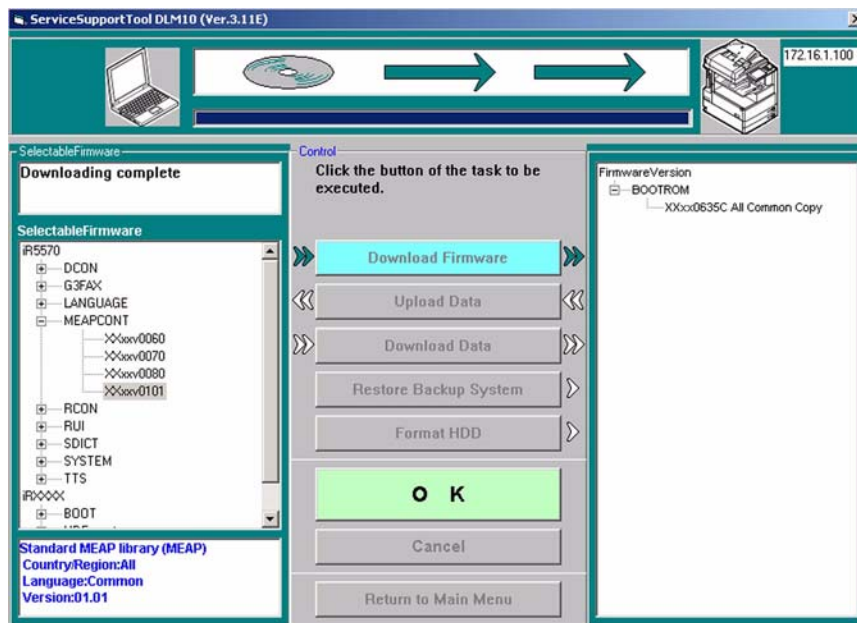 ServiceSupportTool DLM10 (Ver.3.11E)
172.16.1.100
SelectableFirmware
Downloading complete
SelectableFirmware
iR5570
DCON
G3FAX
LANGUAGE
MEAPCONT
XXxxv0060
XXxxv0070
XXxxv0080
XXxxv0101
RCON
RUI
SDICT
SYSTEM
TTS
iRXXXX
BOOT
Standard MEAP library (MEAP)
Country/Region:All
Language:Common
Version:01.01
Control
Click the button of the task to be
executed.
Download Firmware
Upload Data
Download Data
Restore Backup System
Format HDD
O K
Cancel
Return to Main Menu
FirmwareVersion
BOOTROM
XXxx0635C All Common Copy